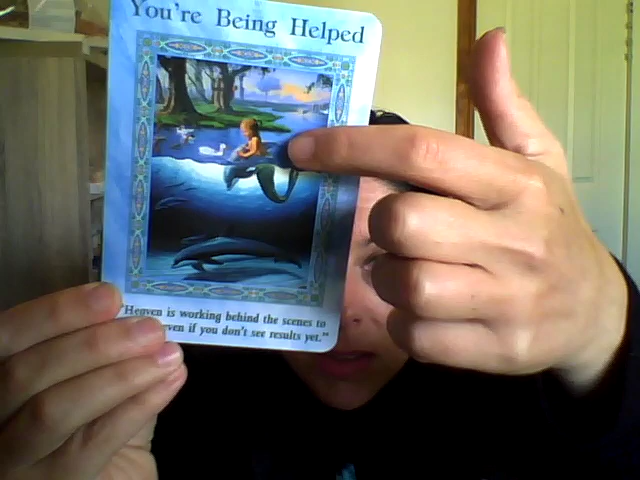 You're Being Helped
"Heaven is working behind the scenes to
even if you don't see results yet."